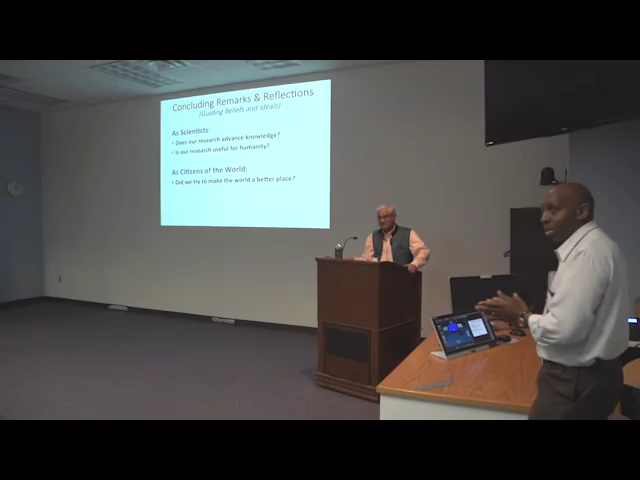 Concluding Remarks & Reflections
(Guiding Beliefs and Ideals)
As Scientists:
• Does our research advance knowledge?
• Is our research useful for humanity?
As Citizens of the World:
• Did we try to make the world a better place?